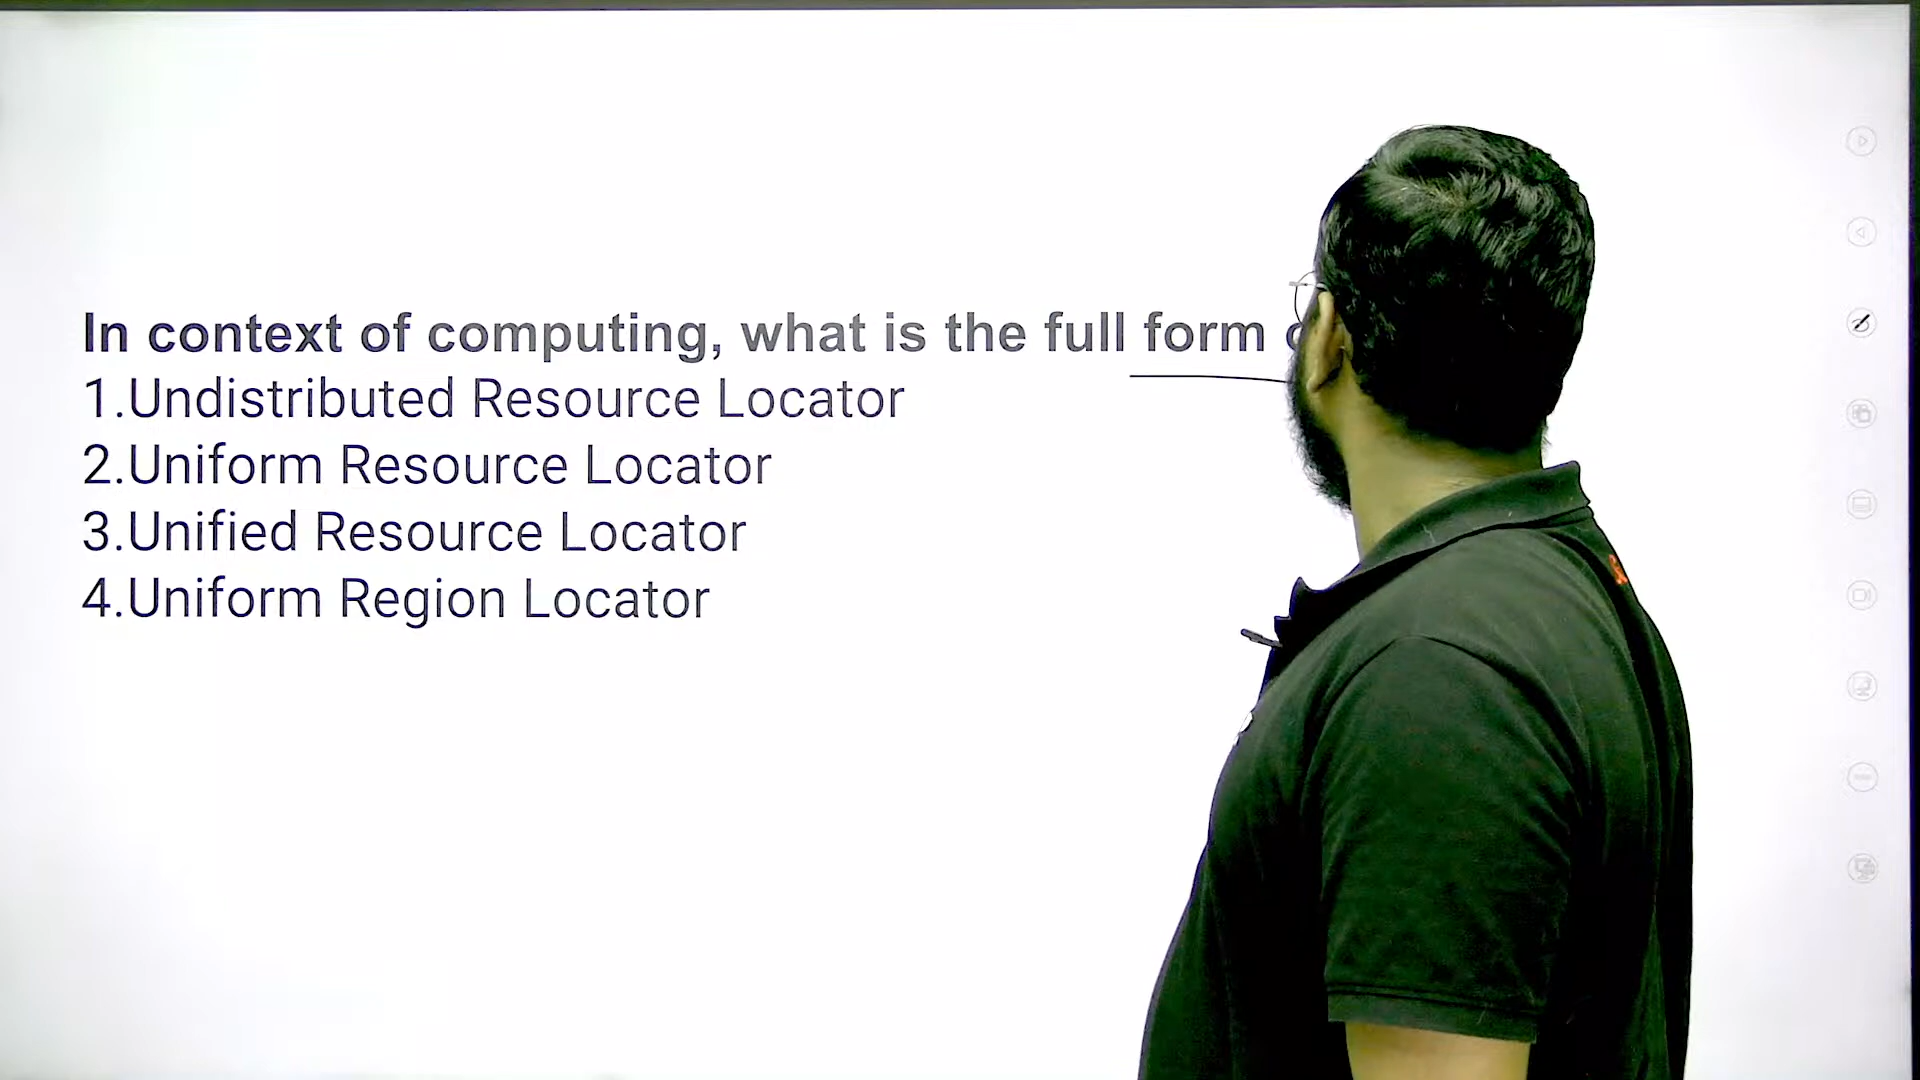 In context of computing, what is the full form
1.Undistributed Resource Locator
2.Uniform Resource Locator
3.Unified Resource Locator
4.Uniform Region Locator